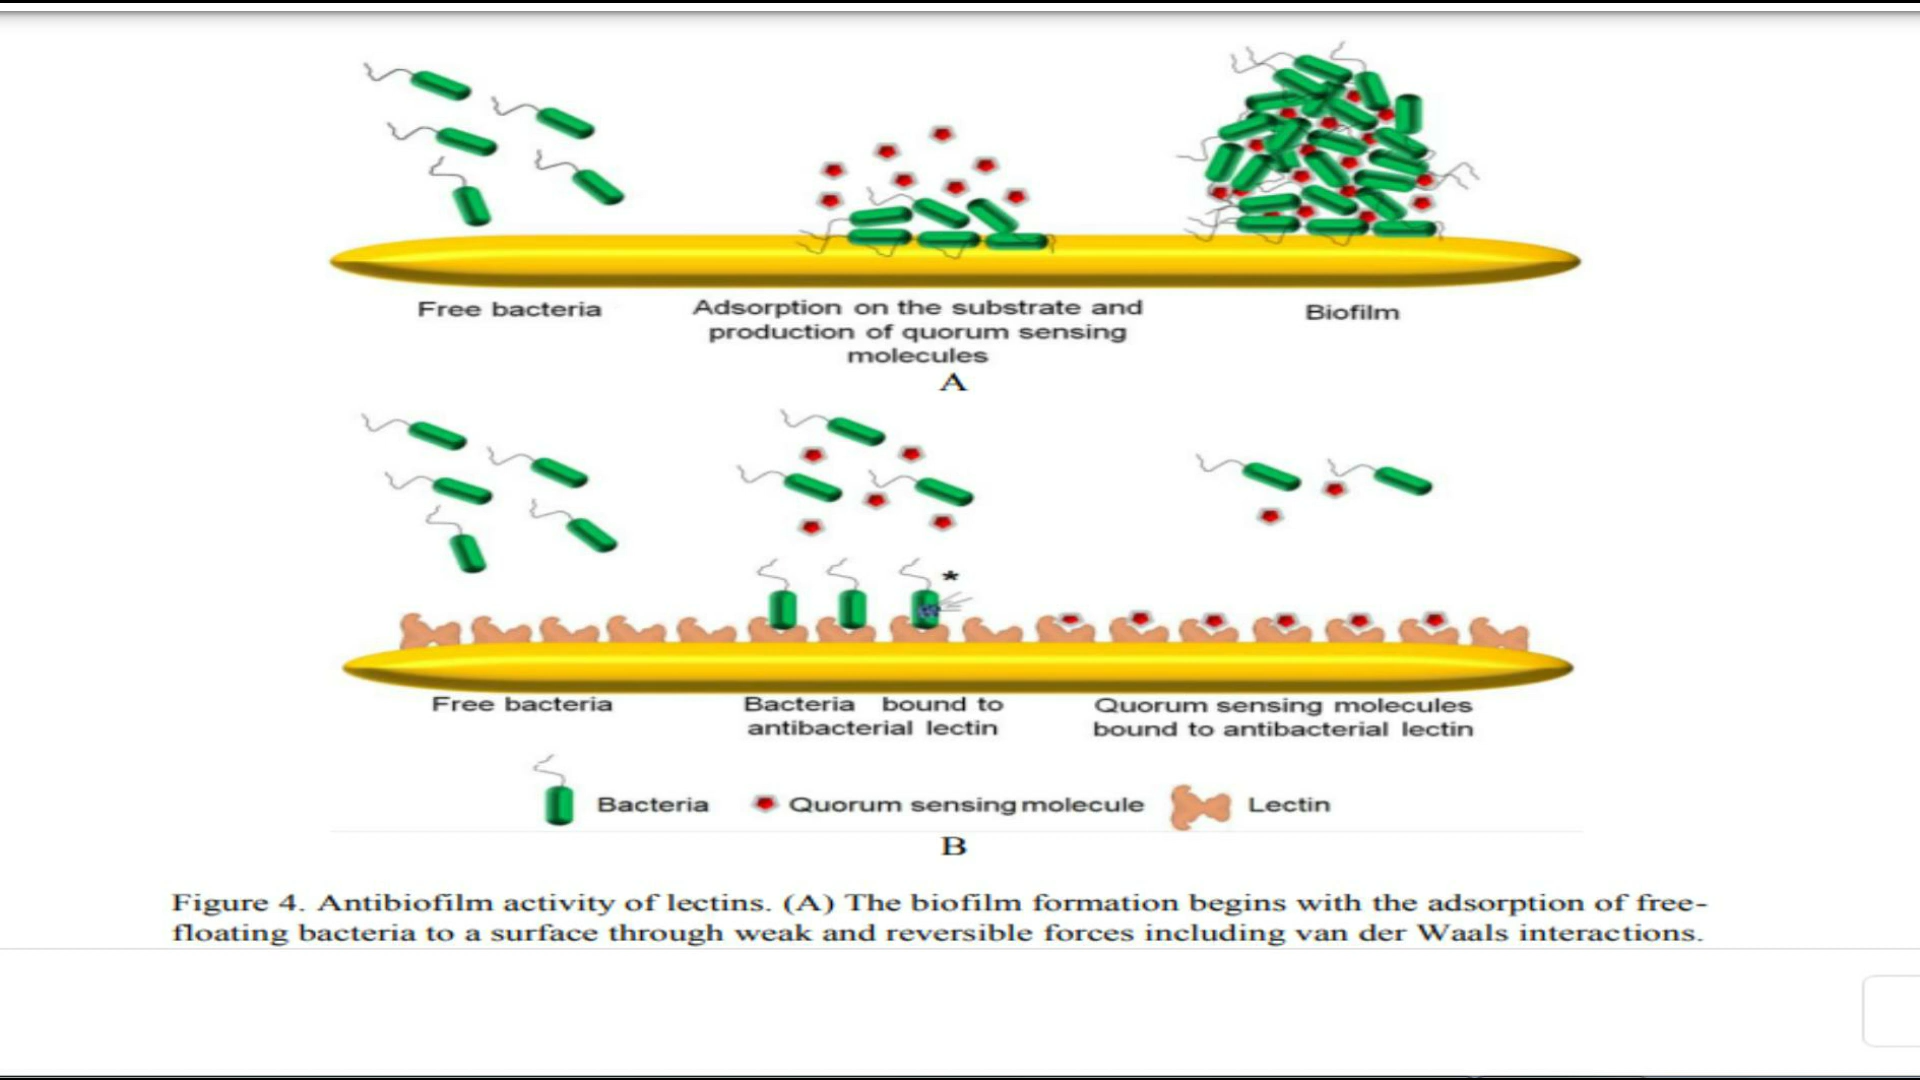 Free bacteria
Adsorption on the substrate and
production of quorum sensing
molecules
Biofilm
A
*
Free bacteria
Bacteria bound to
antibacterial lectin
Quorum sensing molecules
bound to antibacterial lectin
Bacteria
Quorum sensing molecule
Lectin
B
Figure 4. Antibiofilm activity of lectins. (A) The biofilm formation begins with the adsorption of free-
floating bacteria to a surface through weak and reversible forces including van der Waals interactions.